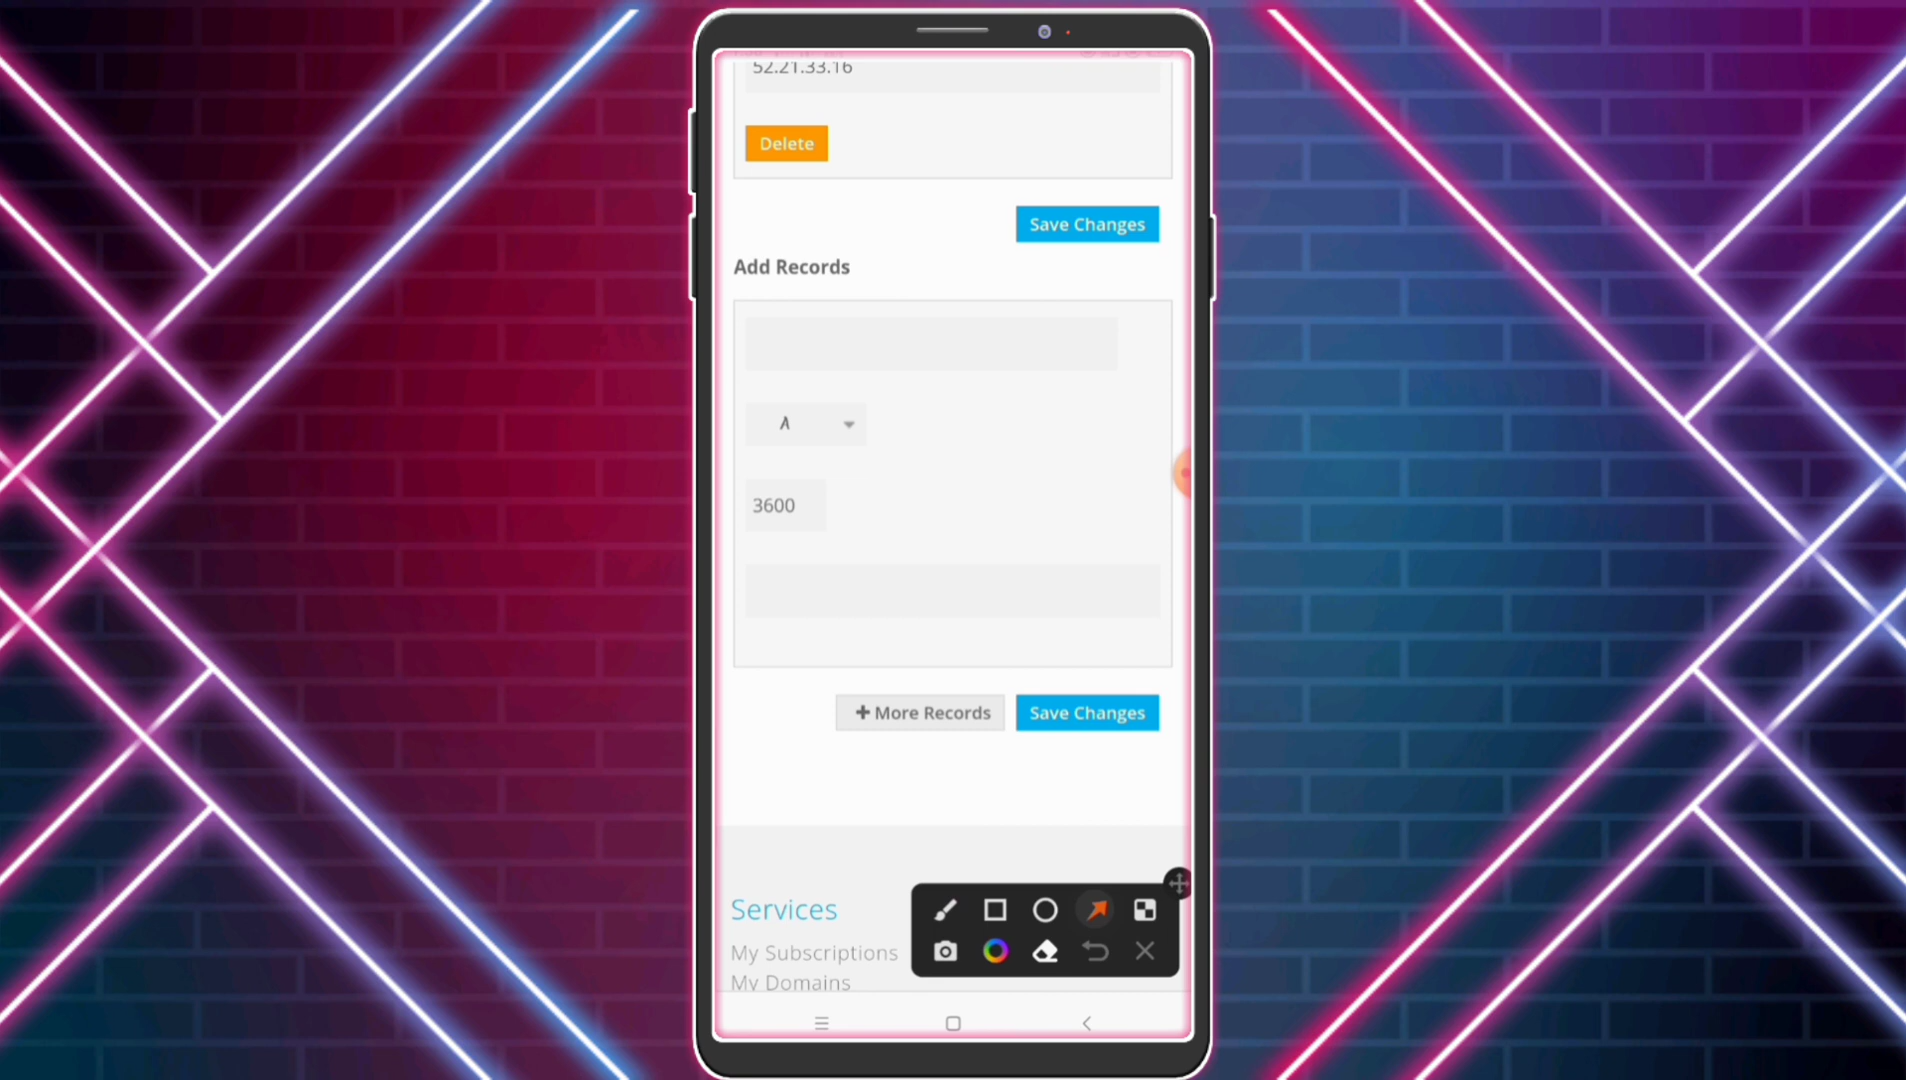 52.21.33.16
Delete
Save Changes
Add Records
A
3600
+ More Records
Save Changes
Services
My Subscriptions
My Domains